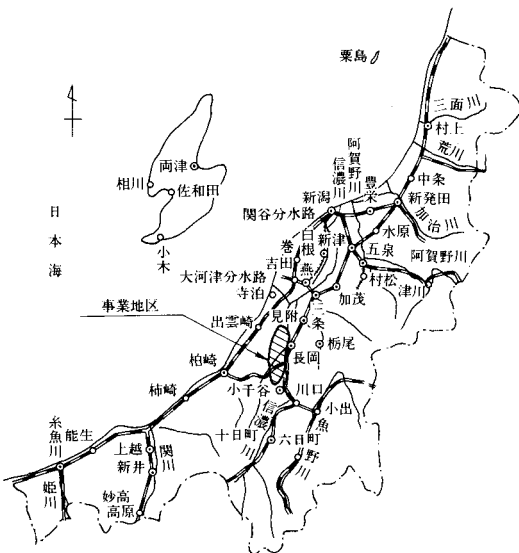 粟島
三面川
村上
荒川
中条
新発田
加治川
阿賀野川
信濃川
豊栄
新潟
関谷分水路
水原
新津
白根
五泉
阿賀野川
巻
吉田
燕
村松
津川
大河津分水路
寺泊
加茂
三条
事業地区
見附
出雲崎
栃尾
長岡
柏崎
小千谷
川口
小出
柿崎
信濃川
魚野川
十日町
六日町
糸魚川
能生
上越
新井
関川
姫川
妙高
高原
両津
相川
佐和田
小木
日本海